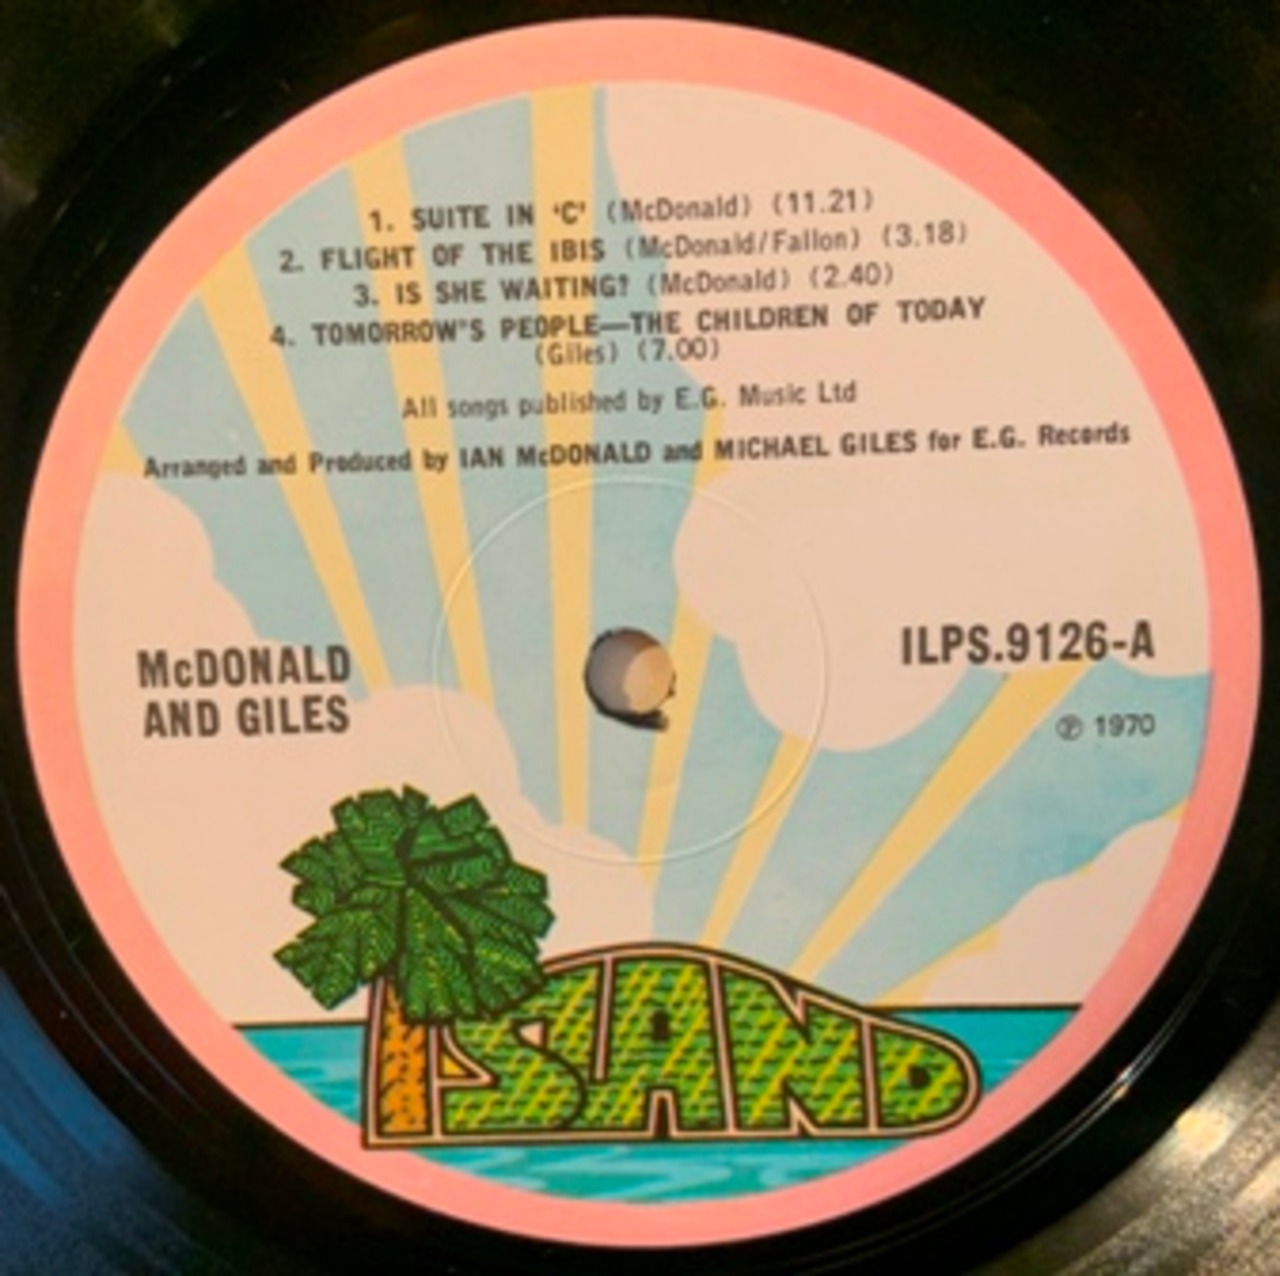 1. SUITE IN 'C' (McDonald) (11.21)
2. FLIGHT OF THE IBIS (McDonald/Fallon) (3.18)
3. IS SHE WAITING? (McDonald) (2.40)
4. TOMORROW'S PEOPLE—THE CHILDREN OF TODAY
(Giles) (7.00)
All songs published by E.G. Music Ltd
Arranged and Produced by IAN McDONALD and MICHAEL GILES for E.G. Records
McDONALD
AND GILES
ILPS.9126-A
℗ 1970
ISLAND